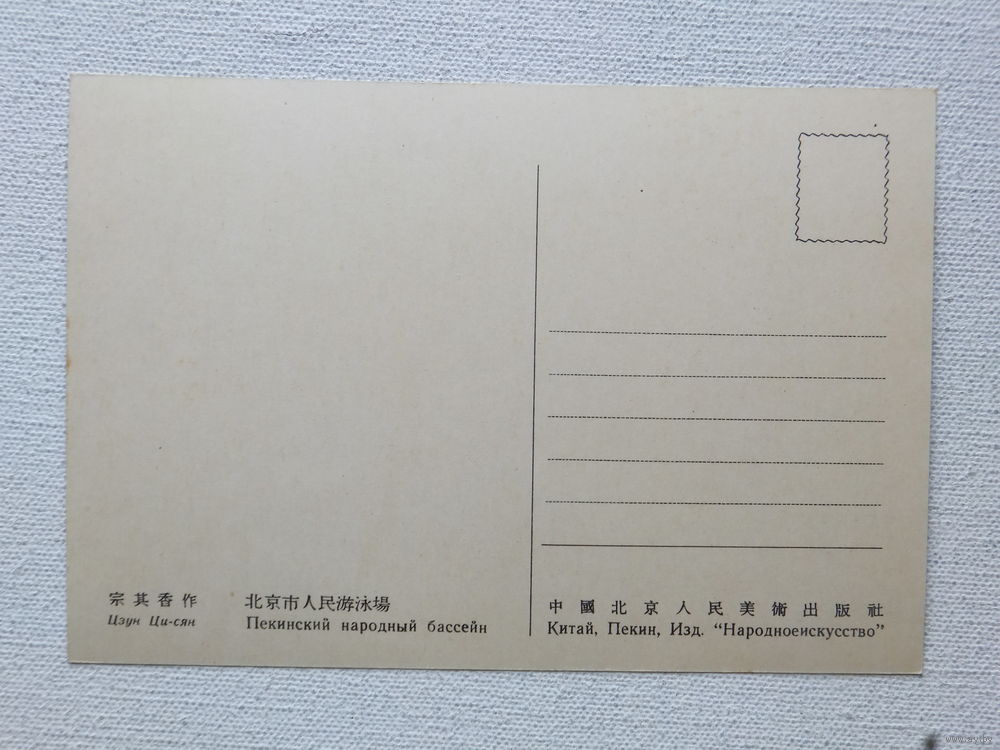 宗其香作
Цзун Ци-сян
北京市人民游泳場
Пекинский народный бассейн
中國北京人民美術出版社
Китай, Пекин, Изд. “Народноеискусство”